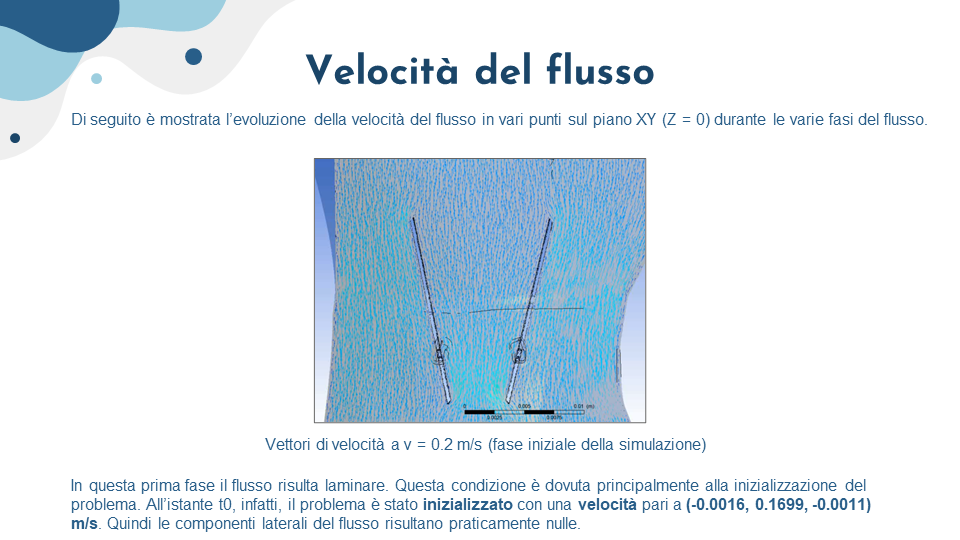 Velocità del flusso
Di seguito è mostrata l’evoluzione della velocità del flusso in vari punti sul piano XY (Z = 0) durante le varie fasi del flusso.
0 0.005 0.01 (m)
0.0025 0.0075
Vettori di velocità a v = 0.2 m/s (fase iniziale della simulazione)
In questa prima fase il flusso risulta laminare. Questa condizione è dovuta principalmente alla inizializzazione del
problema. All’istante t0, infatti, il problema è stato inizializzato con una velocità pari a (-0.0016, 0.1699, -0.0011)
m/s. Quindi le componenti laterali del flusso risultano praticamente nulle.